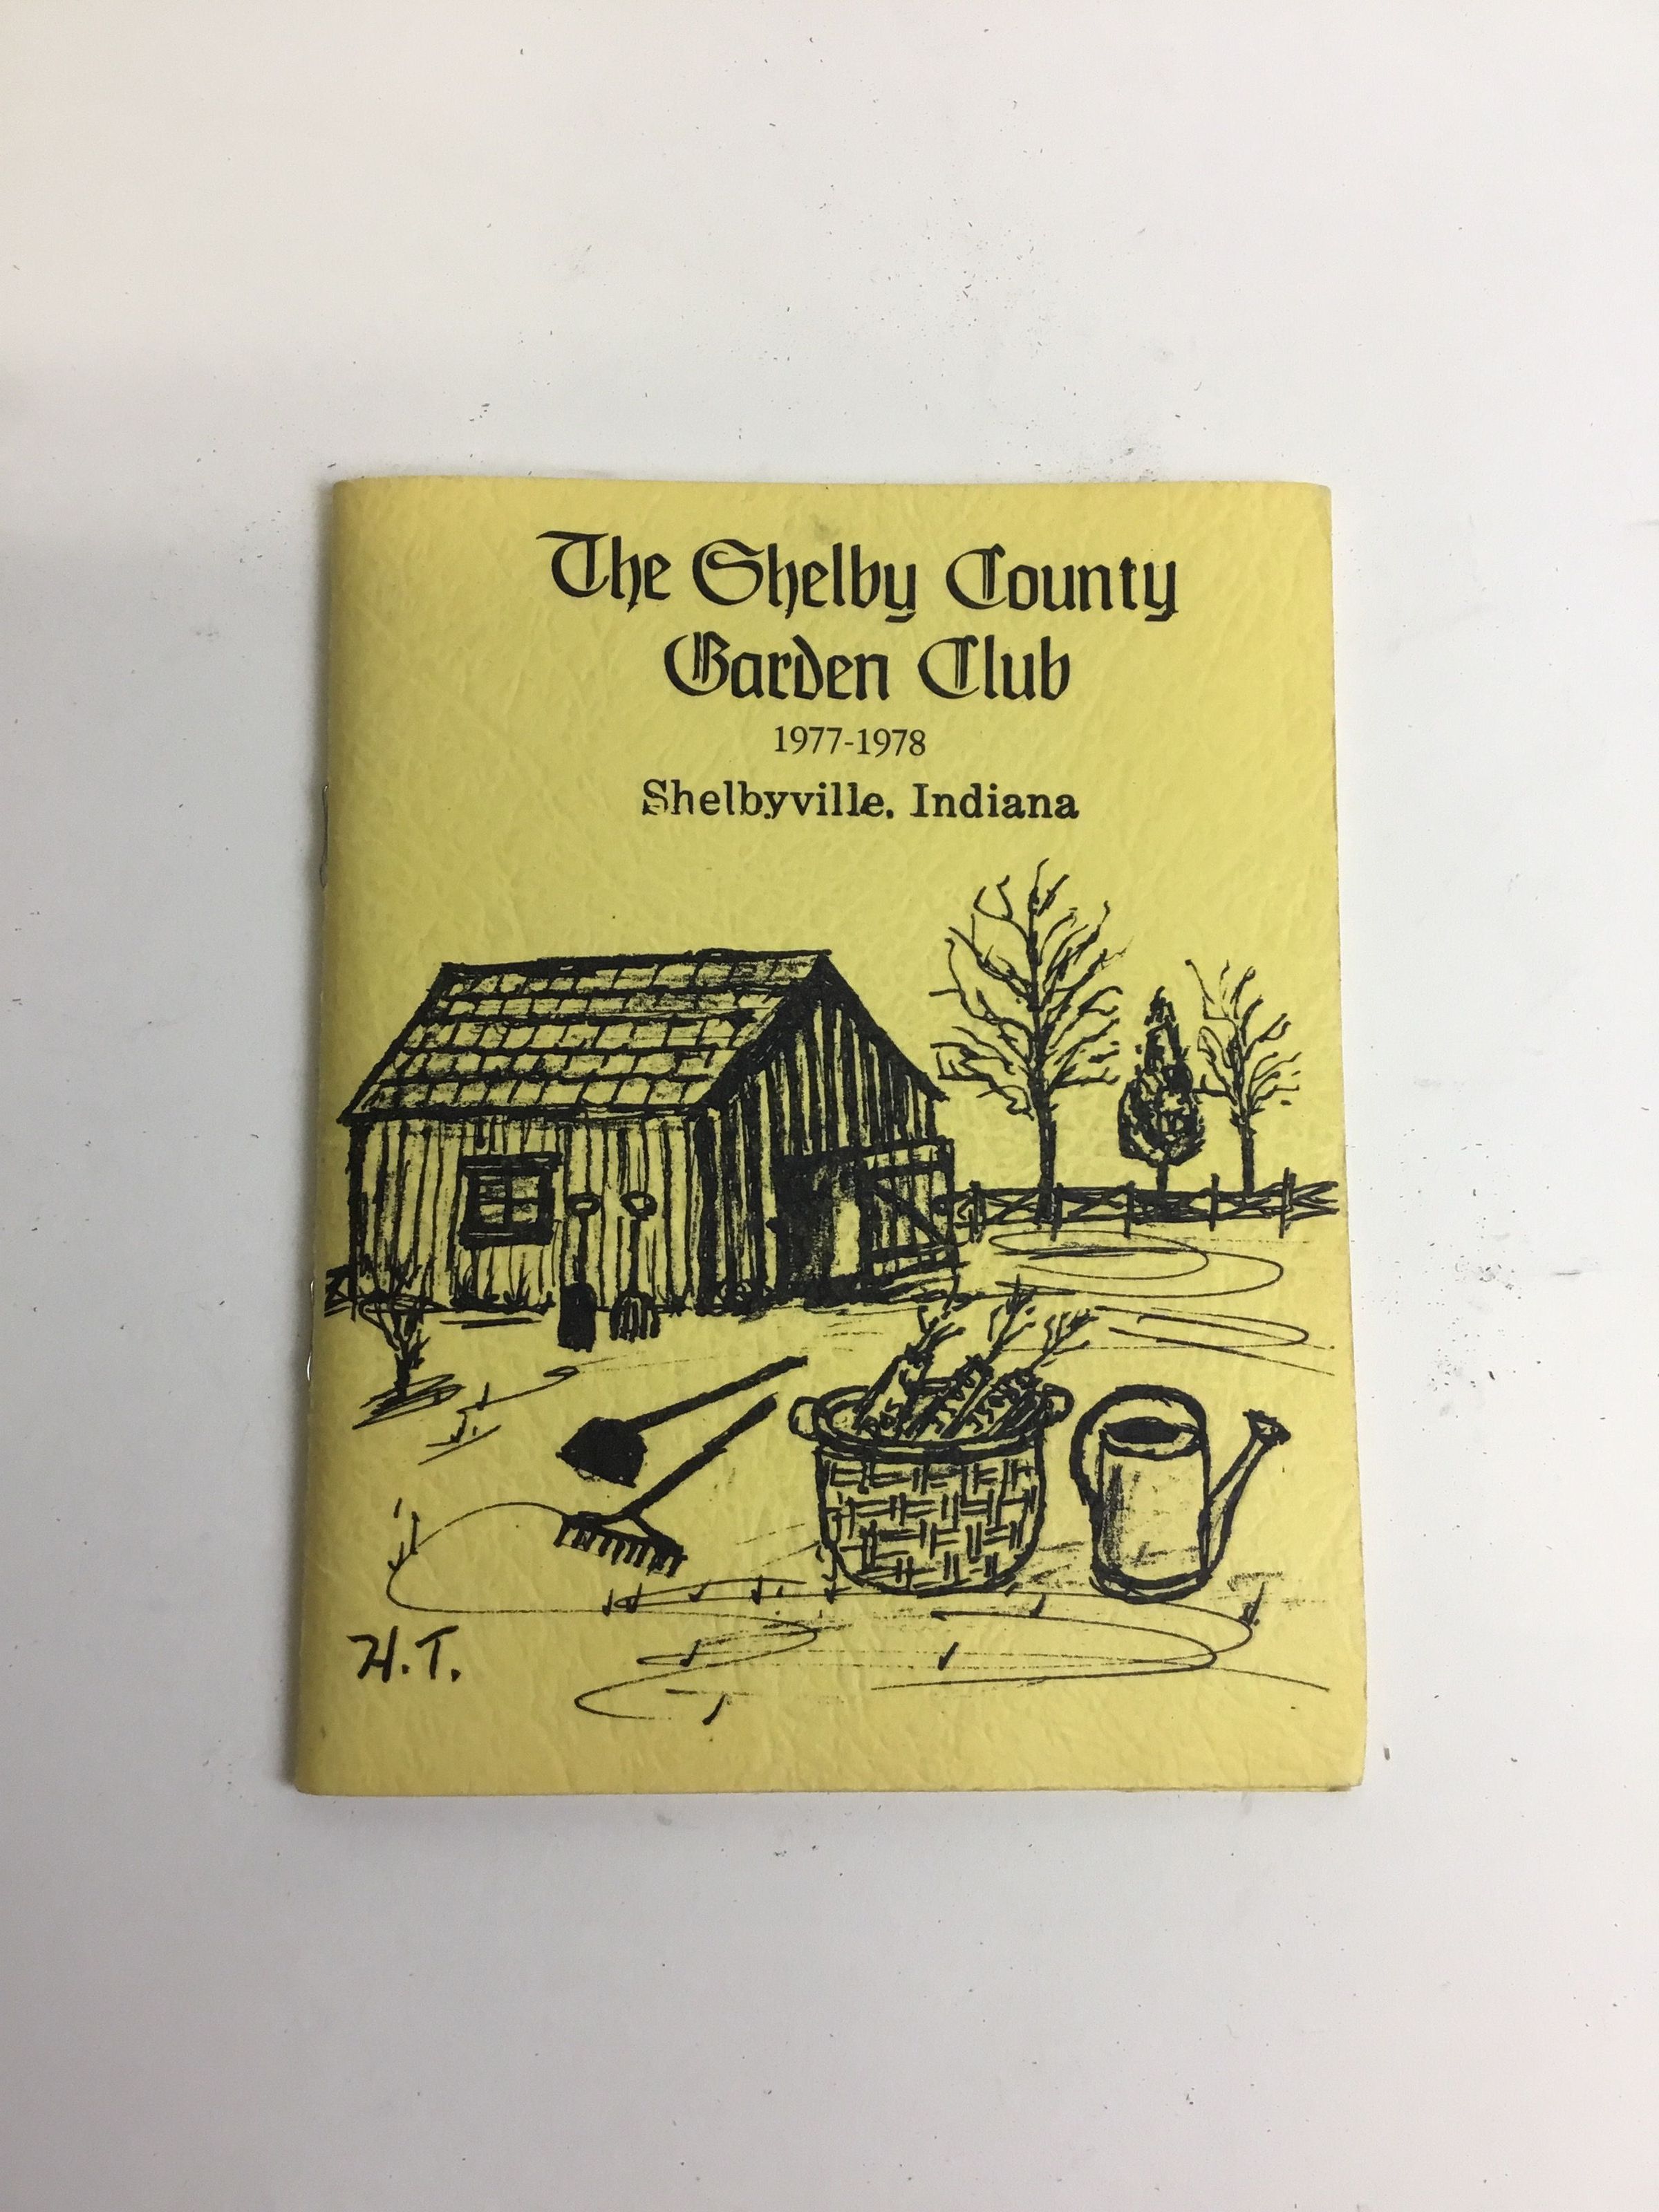 The Shelby County
Garden Club
1977-1978
Shelbyville, Indiana
H.T.